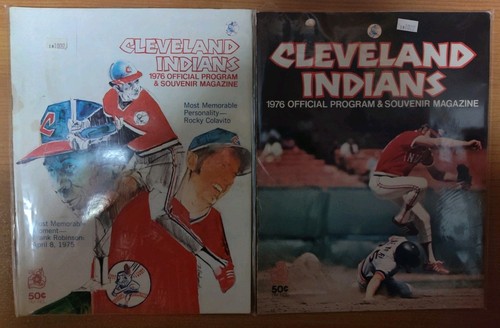 CLEVELAND
INDIANS
1976 OFFICIAL PROGRAM
& SOUVENIR MAGAZINE
Most Memorable
Personality—
Rocky Colavito
Most Memorable
Moment—
Frank Robinson,
April 8, 1975
50¢
CLEVELAND
INDIANS
1976 OFFICIAL PROGRAM & SOUVENIR MAGAZINE
50¢